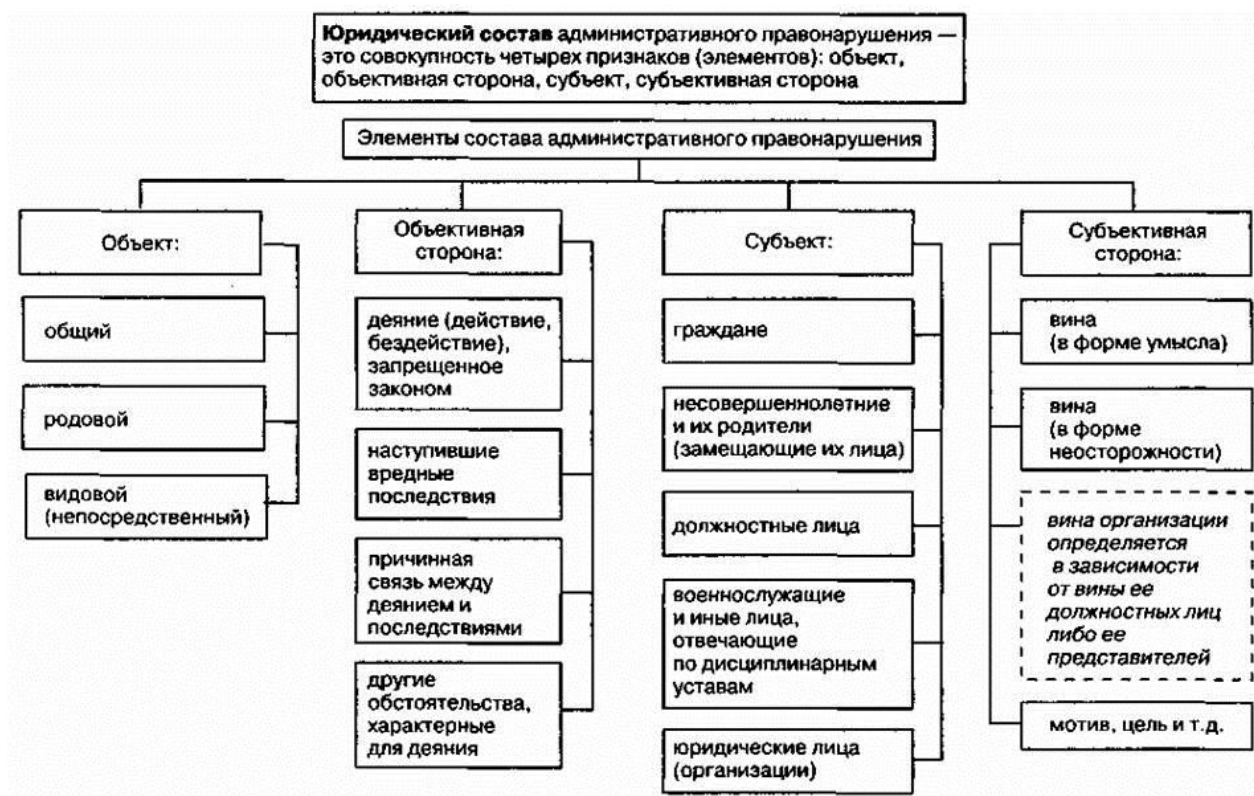 Юридический состав административного правонарушения —
это совокупность четырех признаков (элементов): объект,
объективная сторона, субъект, субъективная сторона
Элементы состава административного правонарушения
Объект:
общий
родовой
видовой
(непосредственный)
Объективная
сторона:
деяние (действие,
бездействие),
запрещенное
законом
наступившие
вредные
последствия
причинная
связь между
деянием и
последствиями
другие
обстоятельства,
характерные
для деяния
Субъект:
граждане
несовершеннолетние
и их родители
(замещающие их лица)
должностные лица
военнослужащие
и иные лица,
отвечающие
по дисциплинарным
уставам
юридические лица
(организации)
Субъективная
сторона:
вина
(в форме умысла)
вина
(в форме
неосторожности)
вина организации
определяется
в зависимости
от вины ее
должностных лиц
либо ее
представителей
мотив, цель и т.д.